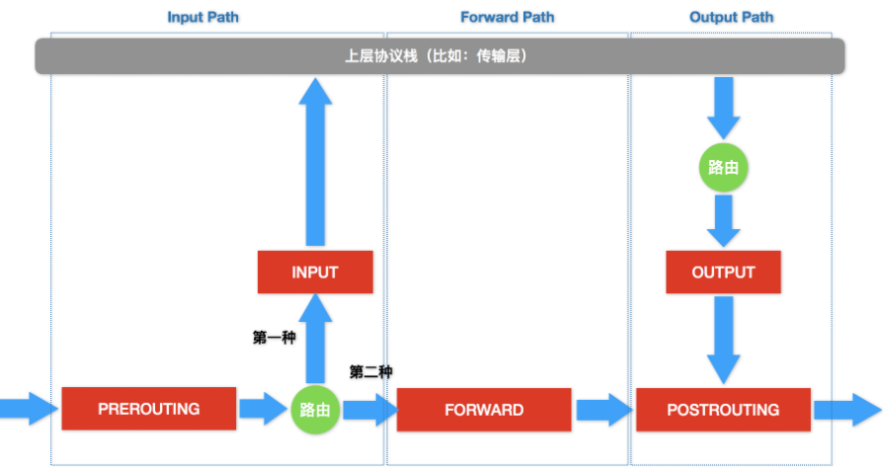 Input Path
Forward Path
Output Path
上层协议栈（比如：传输层）
路由
INPUT
OUTPUT
第一种
第二种
PREROUTING
路由
FORWARD
POSTROUTING